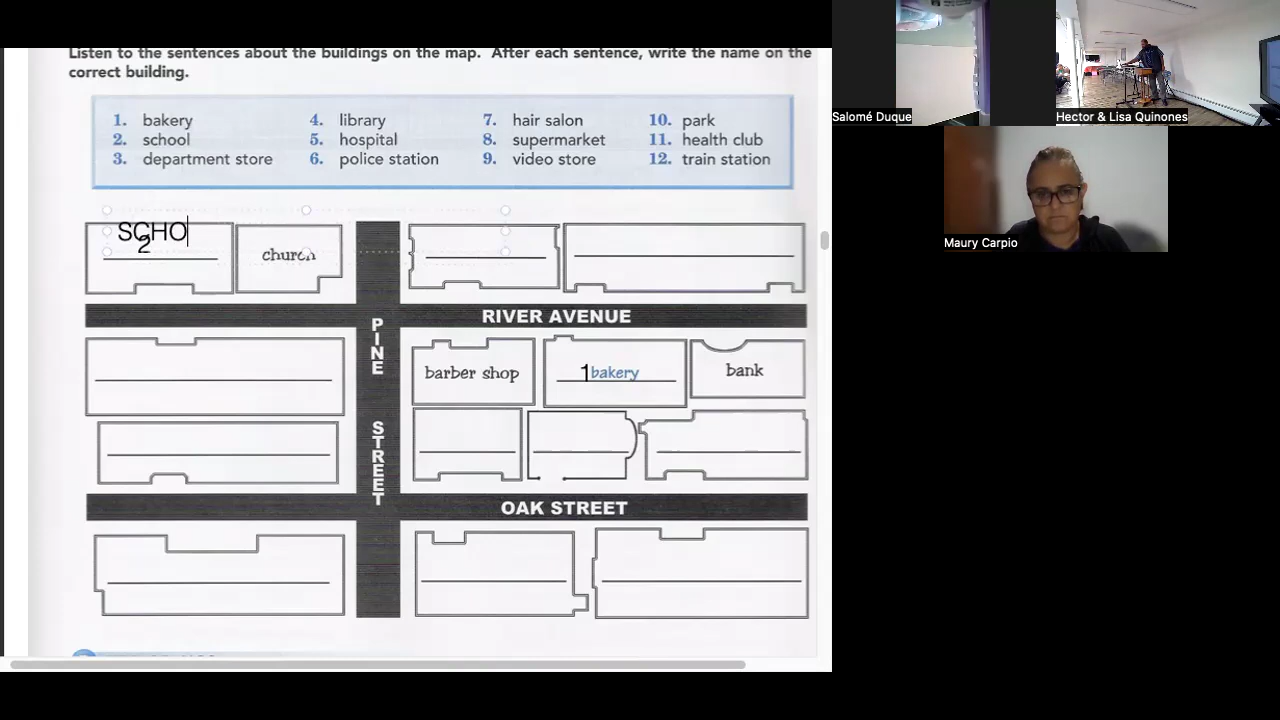 Listen to the sentences about the buildings on the map. After each sentence, write the name on the
correct building.
1. bakery 4. library 7. hair salon 10. park
2. school 5. hospital 8. supermarket 11. health club
3. department store 6. police station 9. video store 12. train station
SCHO
2
church
RIVER AVENUE
PINE STREET
barber shop
1 bakery
bank
OAK STREET
Salomé Duque
Hector & Lisa Quinones
Maury Carpio